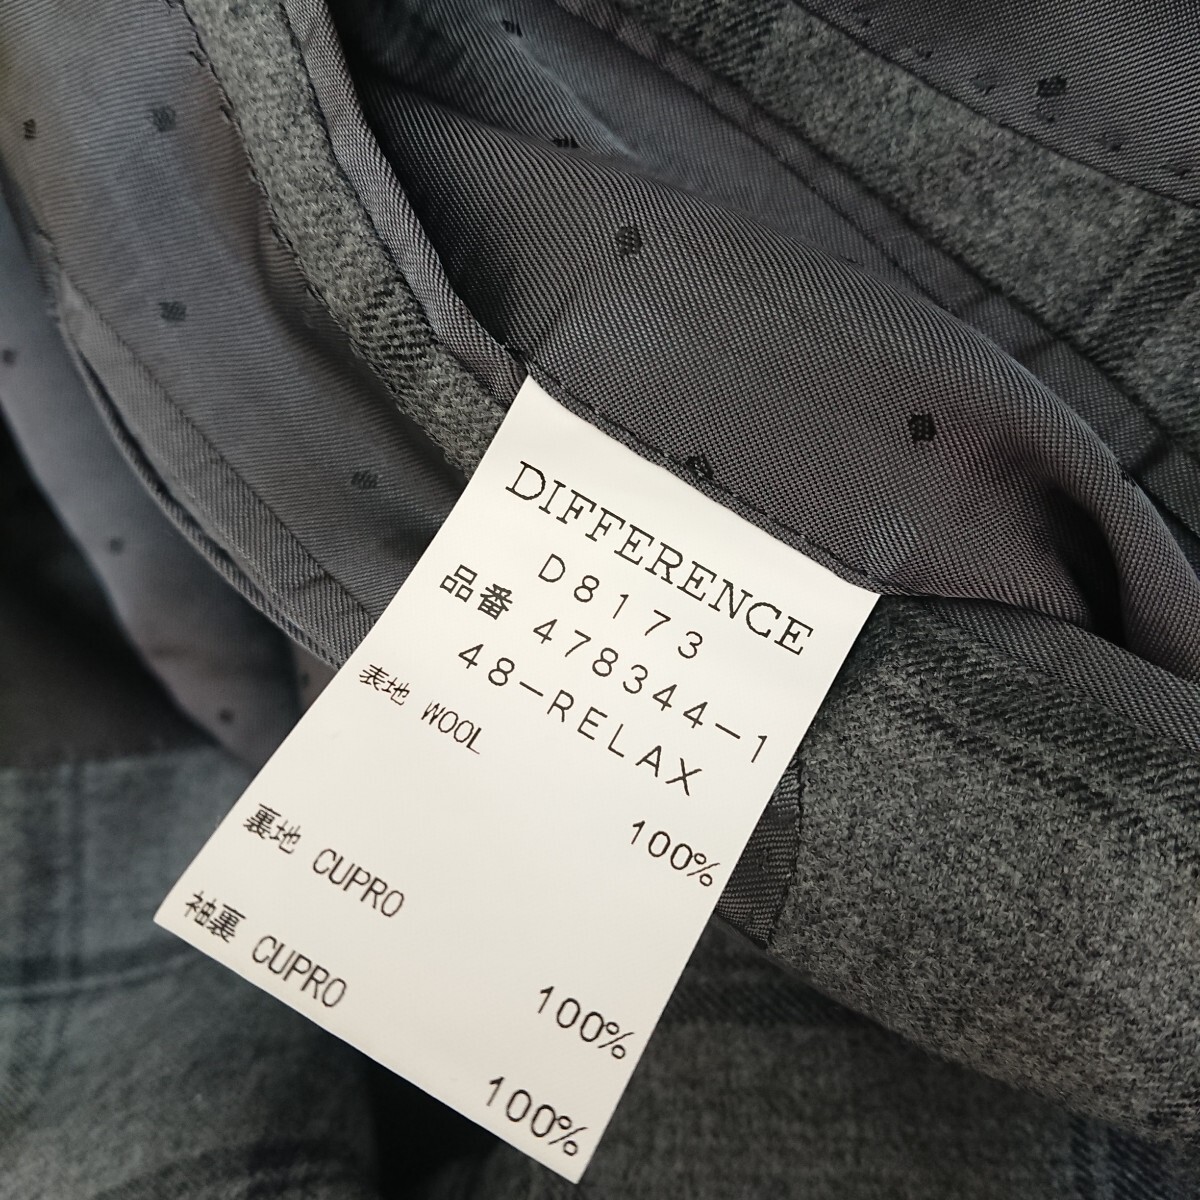 DIFFERENCE
D8173
品番 478344-1
48-RELAX
表地 WOOL 100%
裏地 CUPRO 100%
袖裏 CUPRO 100%